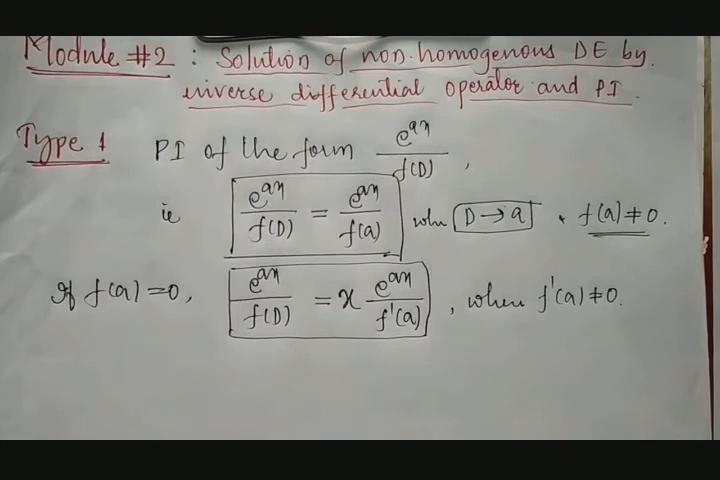 Module #2 : Solution of non-homogenous DE by
inverse differential operator and PI.
Type 1 PI of the form e^{ax}/f(D),
ie e^{ax}/f(D) = e^{ax}/f(a) when D→a & f(a)≠0.
If f(a)=0, e^{ax}/f(D) = x e^{ax}/f'(a), when f'(a)≠0.